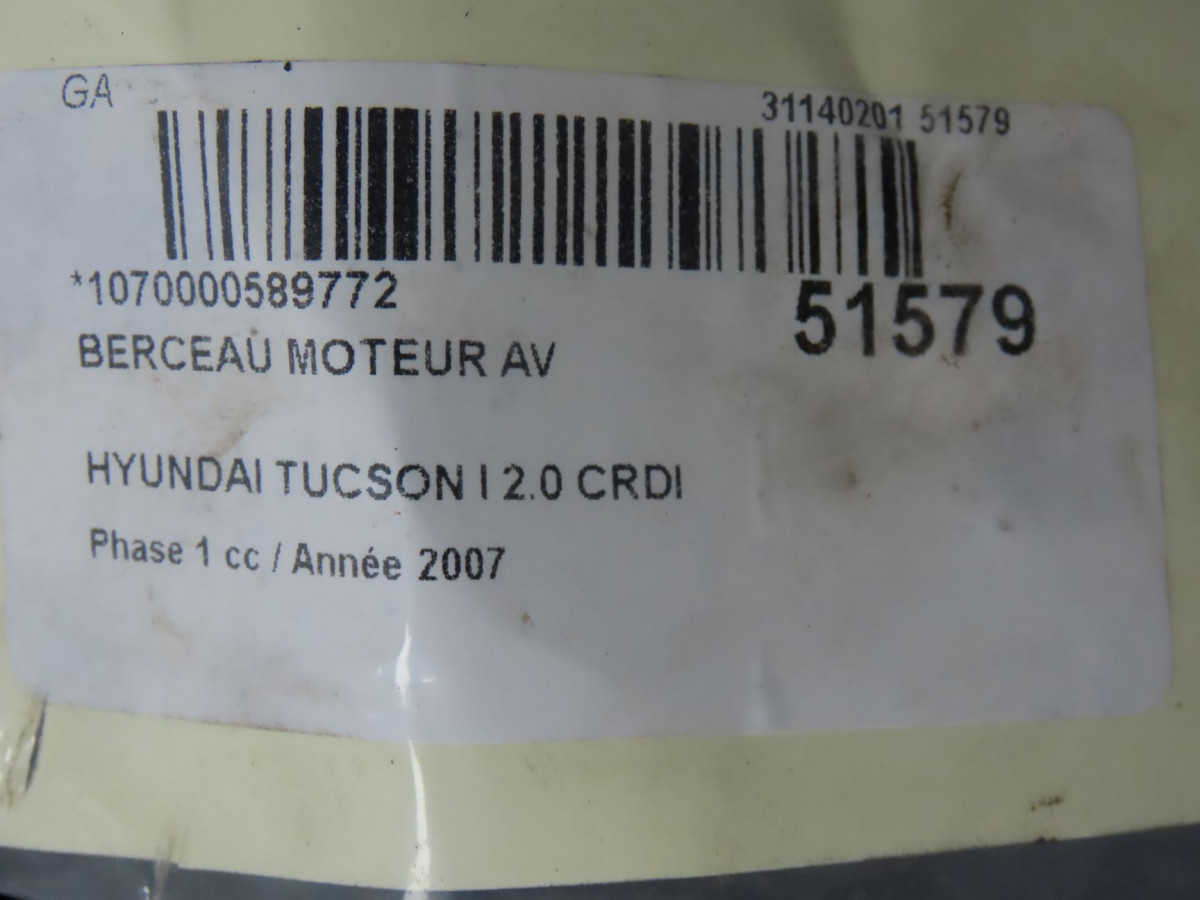 GA
31140201 51579
*1070000589772
51579
BERCEAU MOTEUR AV
HYUNDAI TUCSON I 2.0 CRDI
Phase 1 cc / Année 2007